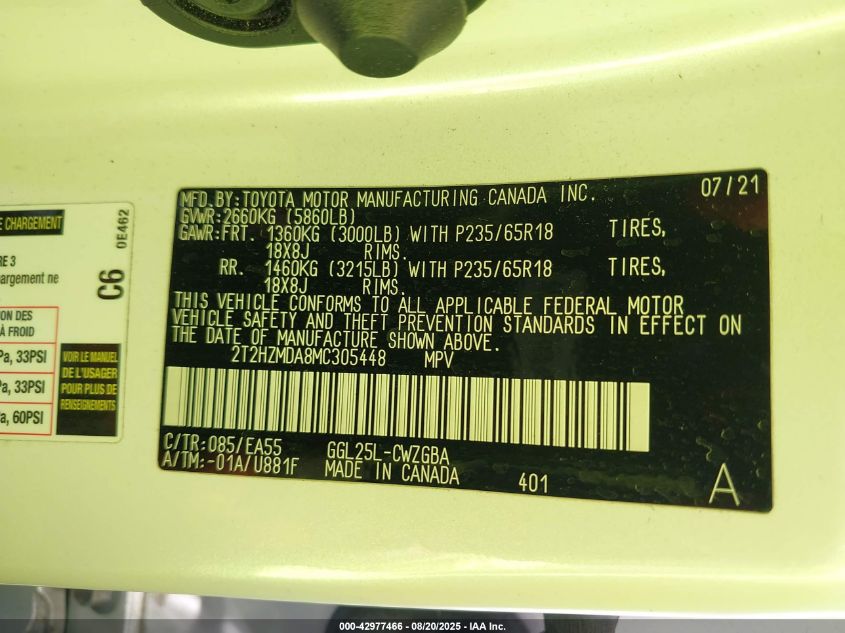 E CHARGEMENT
0E462
C6
RE 3
argement ne
ION DES
À FROID
Pa, 33PSI
a, 33PSI
a, 60PSI
VOIR LE MANUEL
DE L'USAGER
POUR PLUS DE
RENSEIGNEMENTS
MFD.BY:TOYOTA MOTOR MANUFACTURING CANADA INC. 07/21
GVWR:2660KG (5860LB)
GAWR:FRT. 1360KG (3000LB) WITH P235/65R18 TIRES,
18X8J RIMS.
RR. 1460KG (3215LB) WITH P235/65R18 TIRES,
18X8J RIMS.
THIS VEHICLE CONFORMS TO ALL APPLICABLE FEDERAL MOTOR
VEHICLE SAFETY AND THEFT PREVENTION STANDARDS IN EFFECT ON
THE DATE OF MANUFACTURE SHOWN ABOVE.
2T2HZMDA8MC305448 MPV
C/TR:085/EA55 GGL25L-CWZGBA
A/TM:-01A/U881F MADE IN CANADA 401 A
000-42977466 - 08/20/2025 - IAA Inc.